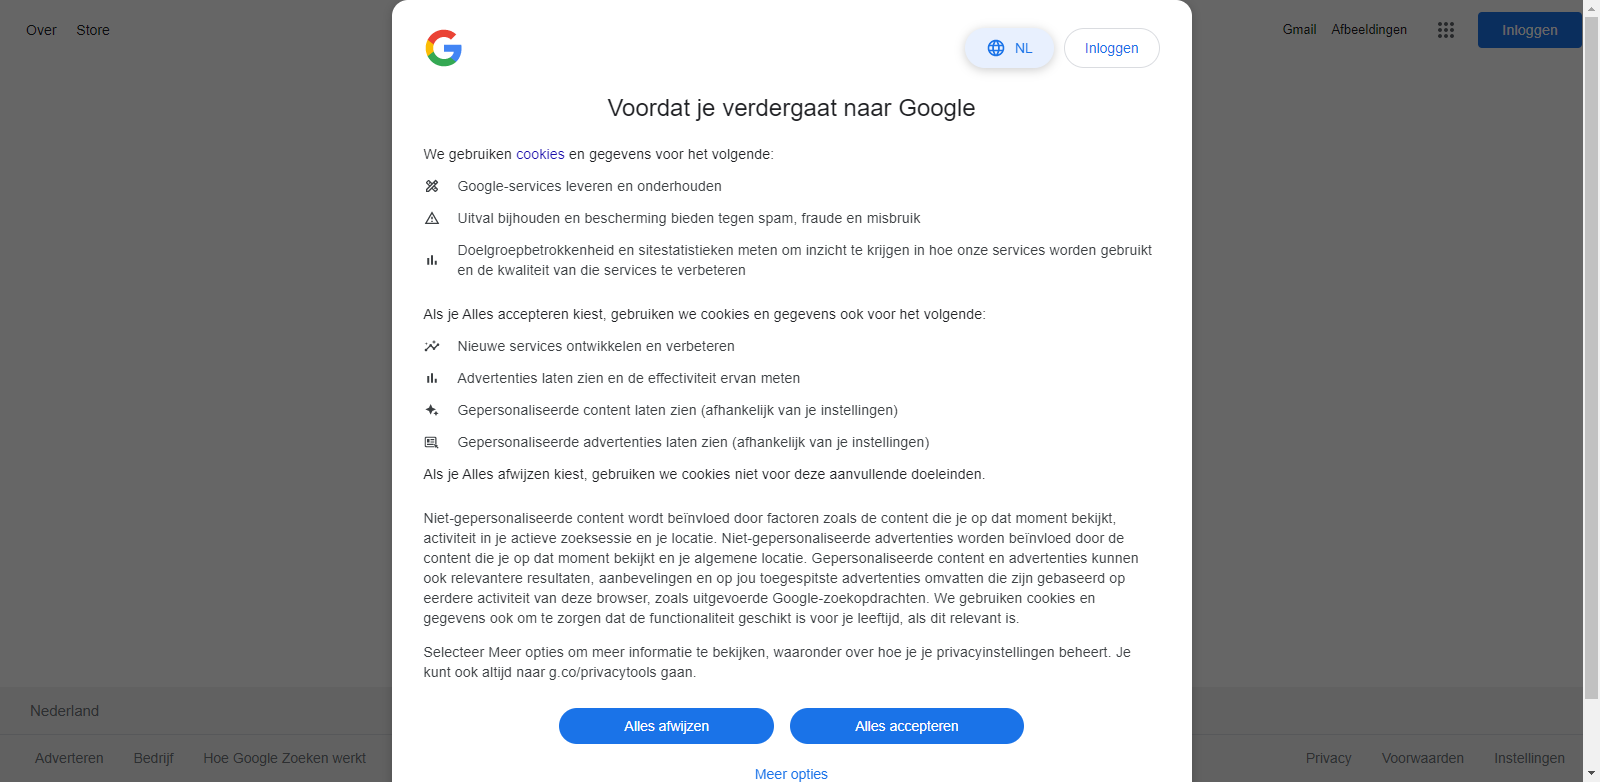 Over Store
Gmail Afbeeldingen Inloggen
NL Inloggen
Voordat je verdergaat naar Google
We gebruiken cookies en gegevens voor het volgende:
Google-services leveren en onderhouden
Uitval bijhouden en bescherming bieden tegen spam, fraude en misbruik
Doelgroepbetrokkenheid en sitestatistieken meten om inzicht te krijgen in hoe onze services worden gebruikt
en de kwaliteit van die services te verbeteren
Als je Alles accepteren kiest, gebruiken we cookies en gegevens ook voor het volgende:
Nieuwe services ontwikkelen en verbeteren
Advertenties laten zien en de effectiviteit ervan meten
Gepersonaliseerde content laten zien (afhankelijk van je instellingen)
Gepersonaliseerde advertenties laten zien (afhankelijk van je instellingen)
Als je Alles afwijzen kiest, gebruiken we cookies niet voor deze aanvullende doeleinden.
Niet-gepersonaliseerde content wordt beïnvloed door factoren zoals de content die je op dat moment bekijkt,
activiteit in je actieve zoeksessie en je locatie. Niet-gepersonaliseerde advertenties worden beïnvloed door de
content die je op dat moment bekijkt en je algemene locatie. Gepersonaliseerde content en advertenties kunnen
ook relevantere resultaten, aanbevelingen en op jou toegespitste advertenties omvatten die zijn gebaseerd op
eerdere activiteit van deze browser, zoals uitgevoerde Google-zoekopdrachten. We gebruiken cookies en
gegevens ook om te zorgen dat de functionaliteit geschikt is voor je leeftijd, als dit relevant is.
Selecteer Meer opties om meer informatie te bekijken, waaronder over hoe je je privacyinstellingen beheert. Je
kunt ook altijd naar g.co/privacytools gaan.
Alles afwijzen Alles accepteren
Meer opties
Nederland
Adverteren Bedrijf Hoe Google Zoeken werkt
Privacy Voorwaarden Instellingen